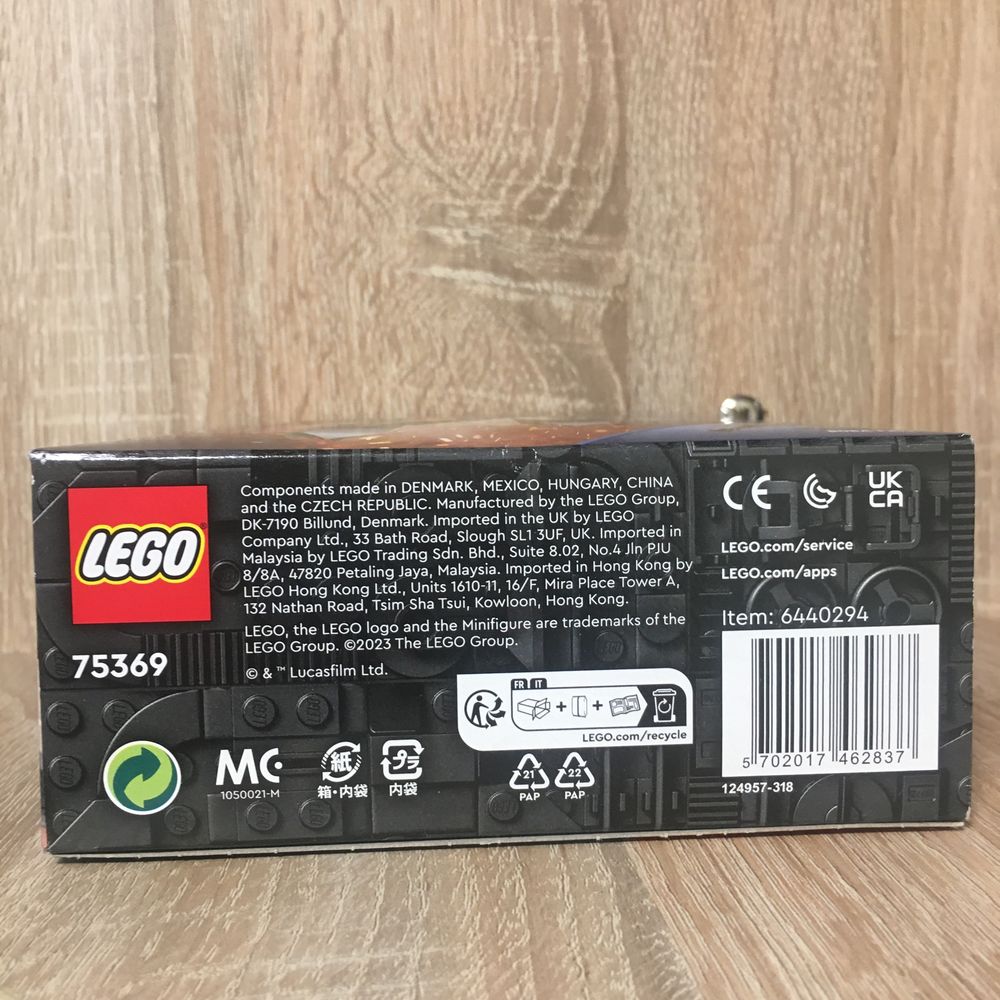 LEGO
®
75369
Components made in DENMARK, MEXICO, HUNGARY, CHINA
and the CZECH REPUBLIC. Manufactured by the LEGO Group,
DK-7190 Billund, Denmark. Imported in the UK by LEGO
Company Ltd., 33 Bath Road, Slough SL1 3UF, UK. Imported in
Malaysia by LEGO Trading Sdn. Bhd., Suite 8.02, No.4 Jln PJU
8/8A, 47820 Petaling Jaya, Malaysia. Imported in Hong Kong by
LEGO Hong Kong Ltd., Units 1610-11, 16/F, Mira Place Tower A,
132 Nathan Road, Tsim Sha Tsui, Kowloon, Hong Kong.
LEGO, the LEGO logo and the Minifigure are trademarks of the
LEGO Group. ©2023 The LEGO Group.
© & ™ Lucasfilm Ltd.
CE
UK
CA
LEGO.com/service
LEGO.com/apps
Item: 6440294
5 702017 462837
124957-318
FR IT
+ +
LEGO.com/recycle
MC
1050021-M
紙
箱・内袋
プラ
内袋
21
PAP
22
PAP